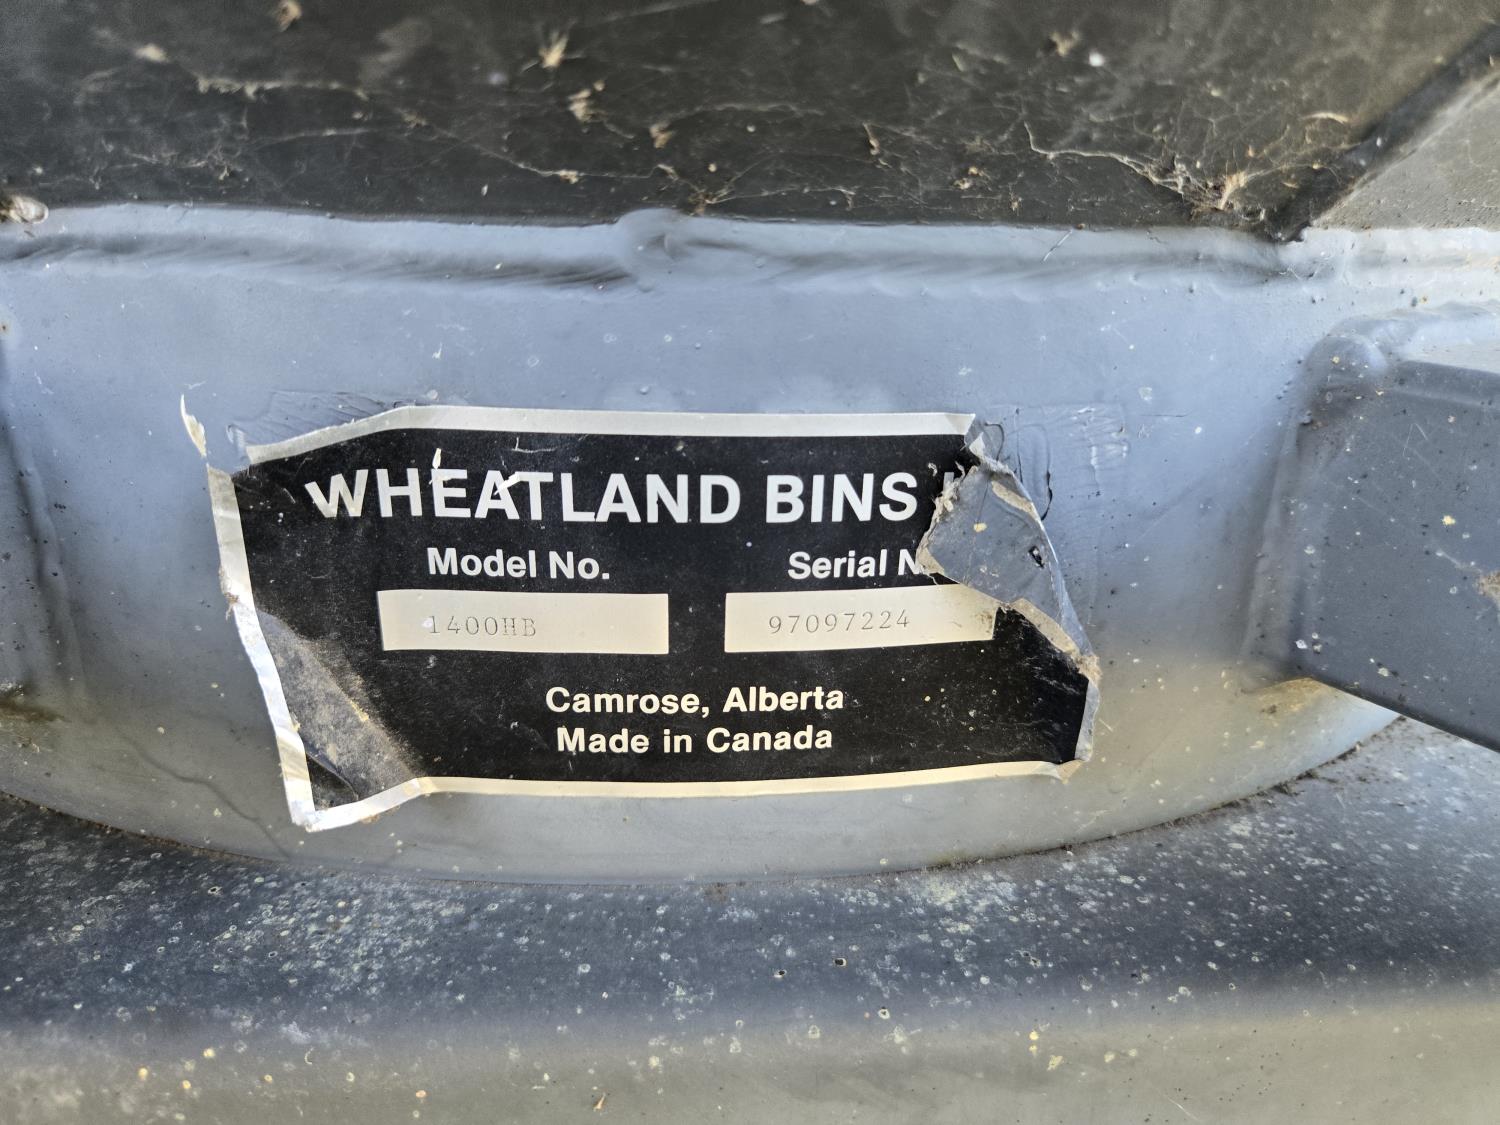 WHEATLAND BINS
Model No. Serial
1400HB 97097224
Camrose, Alberta
Made in Canada